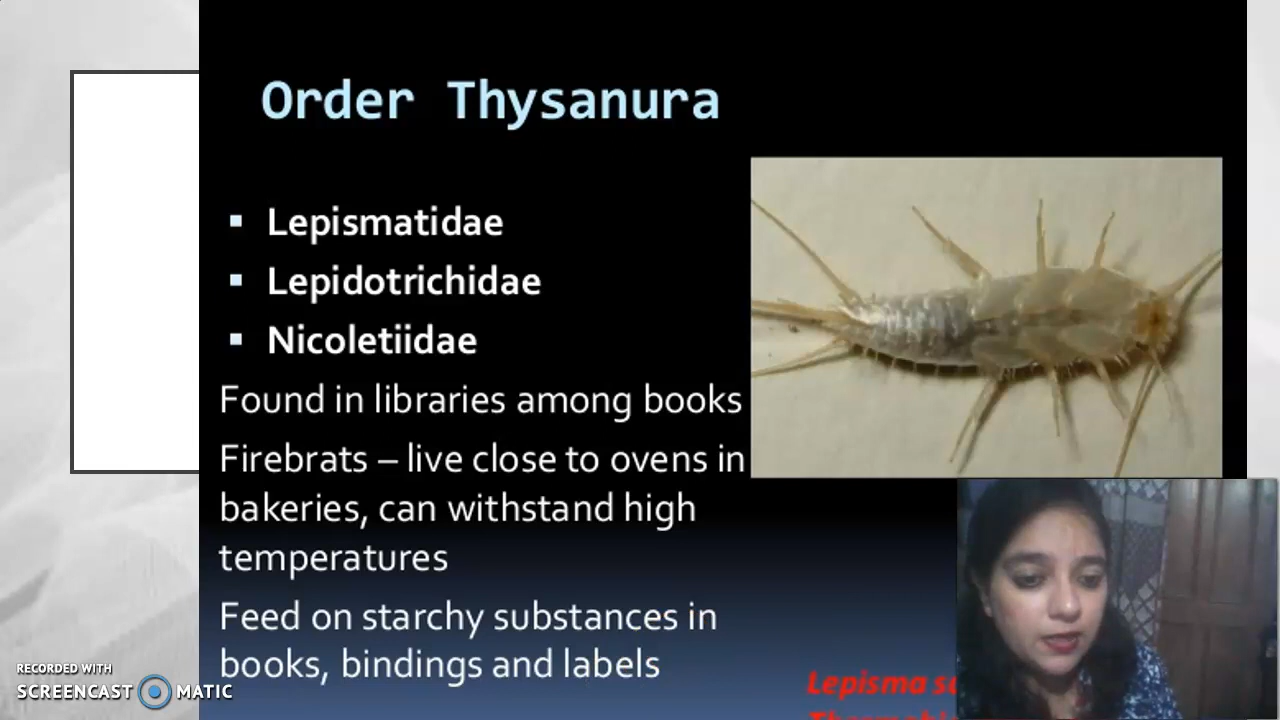 Order Thysanura
Lepismatidae
Lepidotrichidae
Nicoletiidae
Found in libraries among books
Firebrats – live close to ovens in
bakeries, can withstand high
temperatures
Feed on starchy substances in
books, bindings and labels
Lepisma
RECORDED WITH
SCREENCAST MATIC